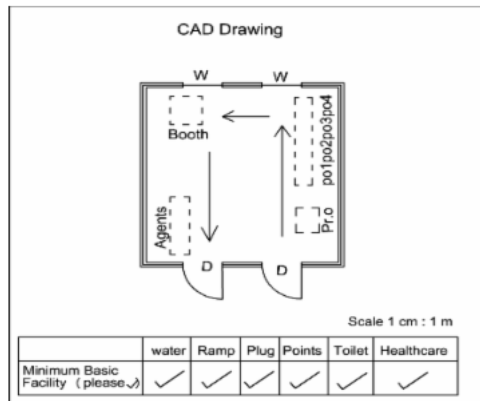 CAD Drawing
W W
Booth
po1po2po3po4
Agents
Pr.o
D D
Scale 1 cm : 1 m
water Ramp Plug Points Toilet Healthcare
Minimum Basic
Facility (please ✓) ✓ ✓ ✓ ✓ ✓ ✓